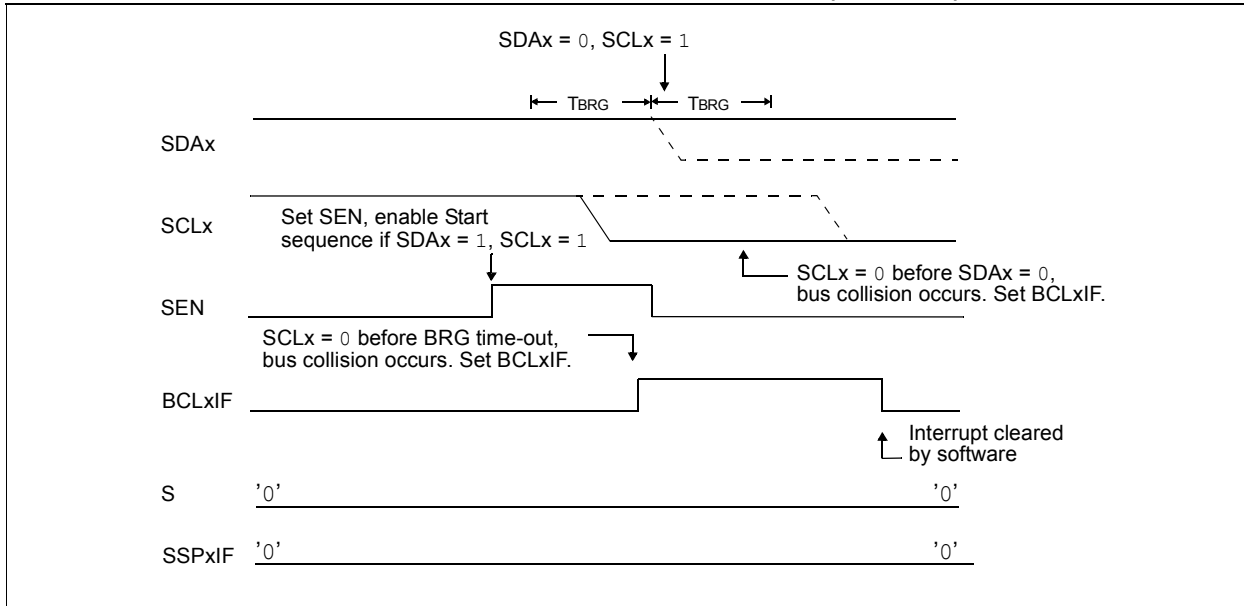 SDAx = 0, SCLx = 1
TBRG TBRG
SDAx
SCLx
Set SEN, enable Start
sequence if SDAx = 1, SCLx = 1
SCLx = 0 before SDAx = 0,
bus collision occurs. Set BCLxIF.
SEN
SCLx = 0 before BRG time-out,
bus collision occurs. Set BCLxIF.
BCLxIF
Interrupt cleared
by software
S '0' '0'
SSPxIF '0' '0'